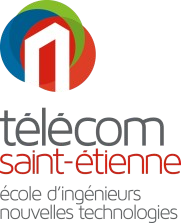 télécom
saint-étienne
école d'ingénieurs
nouvelles technologies